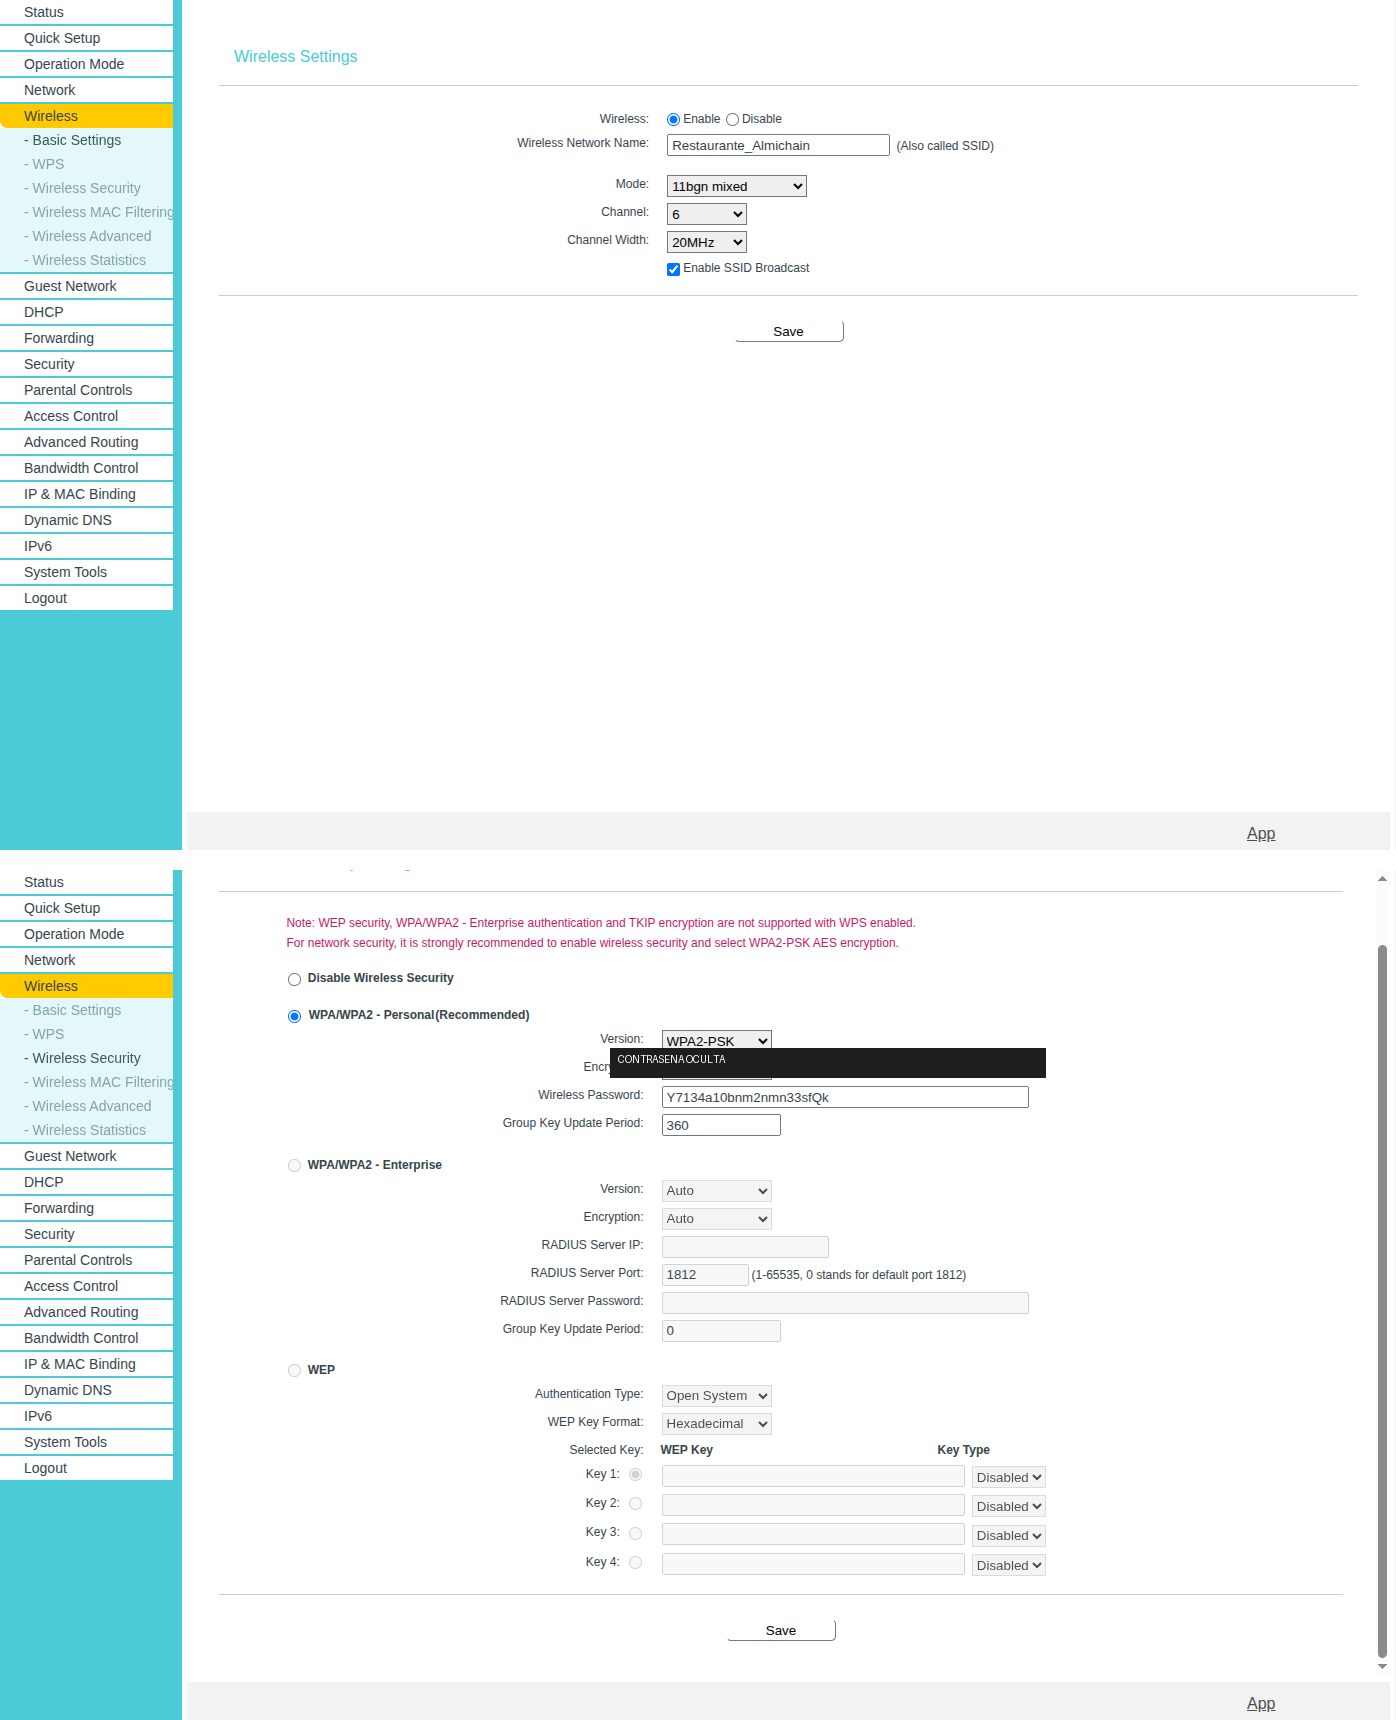 Status
Quick Setup
Operation Mode
Network
Wireless
- Basic Settings
- WPS
- Wireless Security
- Wireless MAC Filtering
- Wireless Advanced
- Wireless Statistics
Guest Network
DHCP
Forwarding
Security
Parental Controls
Access Control
Advanced Routing
Bandwidth Control
IP & MAC Binding
Dynamic DNS
IPv6
System Tools
Logout
Wireless Settings
Wireless: Enable Disable
Wireless Network Name: Restaurante_Almichain (Also called SSID)
Mode: 11bgn mixed
Channel: 6
Channel Width: 20MHz
Enable SSID Broadcast
Save
App
Status
Quick Setup
Operation Mode
Network
Wireless
- Basic Settings
- WPS
- Wireless Security
- Wireless MAC Filtering
- Wireless Advanced
- Wireless Statistics
Guest Network
DHCP
Forwarding
Security
Parental Controls
Access Control
Advanced Routing
Bandwidth Control
IP & MAC Binding
Dynamic DNS
IPv6
System Tools
Logout
Note: WEP security, WPA/WPA2 - Enterprise authentication and TKIP encryption are not supported with WPS enabled.
For network security, it is strongly recommended to enable wireless security and select WPA2-PSK AES encryption.
Disable Wireless Security
WPA/WPA2 - Personal(Recommended)
Version: WPA2-PSK
CONTRASENA OCULTA
Wireless Password: Y7134a10bnm2nmn33sfQk
Group Key Update Period: 360
WPA/WPA2 - Enterprise
Version: Auto
Encryption: Auto
RADIUS Server IP:
RADIUS Server Port: 1812 (1-65535, 0 stands for default port 1812)
RADIUS Server Password:
Group Key Update Period: 0
WEP
Authentication Type: Open System
WEP Key Format: Hexadecimal
Selected Key: WEP Key Key Type
Key 1: Disabled
Key 2: Disabled
Key 3: Disabled
Key 4: Disabled
Save
App